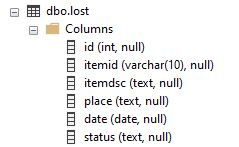 dbo.lost
Columns
id (int, null)
itemid (varchar(10), null)
itemdsc (text, null)
place (text, null)
date (date, null)
status (text, null)